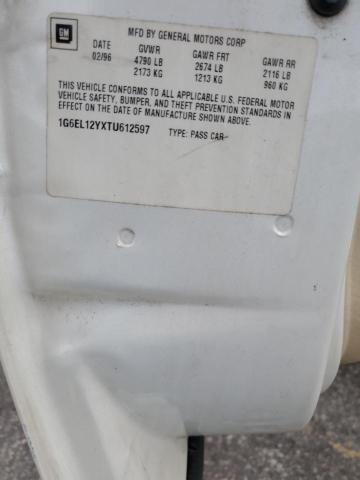 GM
MFD BY GENERAL MOTORS CORP
DATE GVWR GAWR FRT GAWR RR
02/96 4790 LB 2674 LB 2116 LB
2173 KG 1213 KG 960 KG
THIS VEHICLE CONFORMS TO ALL APPLICABLE U.S. FEDERAL MOTOR
VEHICLE SAFETY, BUMPER, AND THEFT PREVENTION STANDARDS IN
EFFECT ON THE DATE OF MANUFACTURE SHOWN ABOVE.
1G6EL12YXTU612597 TYPE: PASS CAR